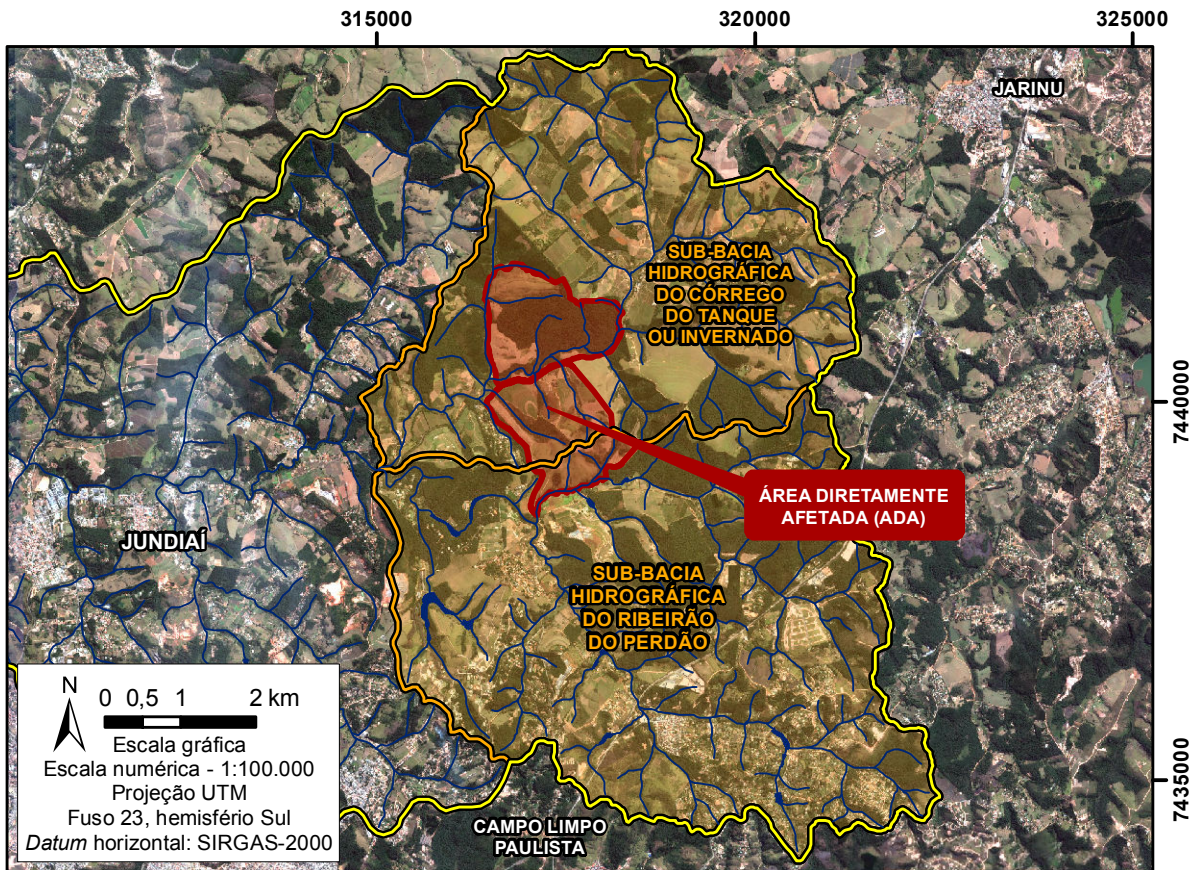 315000
320000
325000
JARINU
SUB-BACIA
HIDROGRÁFICA
DO CÓRREGO
DO TANQUE
OU INVERNADO
7440000
ÁREA DIRETAMENTE
AFETADA (ADA)
JUNDIAÍ
SUB-BACIA
HIDROGRÁFICA
DO RIBEIRÃO
DO PERDÃO
7435000
CAMPO LIMPO
PAULISTA
N
0 0,5 1 2 km
Escala gráfica
Escala numérica - 1:100.000
Projeção UTM
Fuso 23, hemisfério Sul
Datum horizontal: SIRGAS-2000